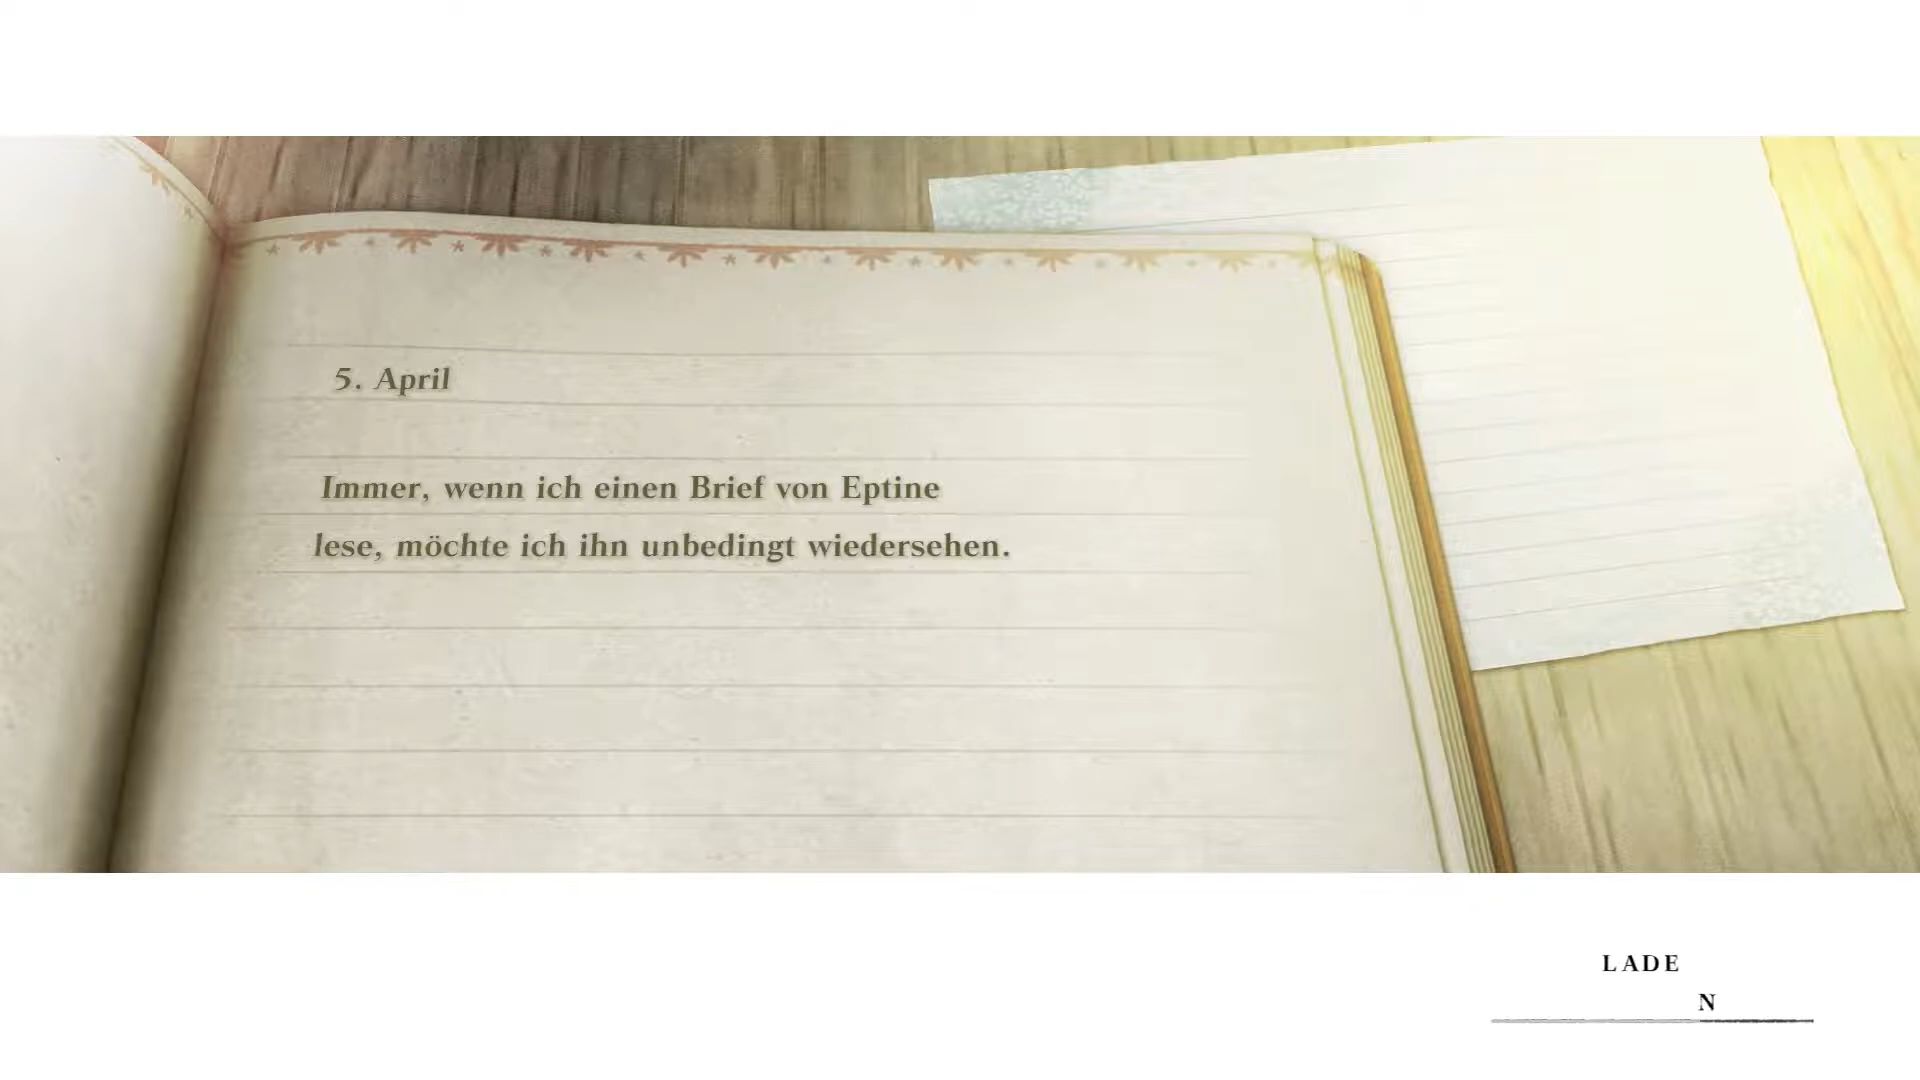 5. April
Immer, wenn ich einen Brief von Eptine
lese, möchte ich ihn unbedingt wiedersehen.
LADE
N